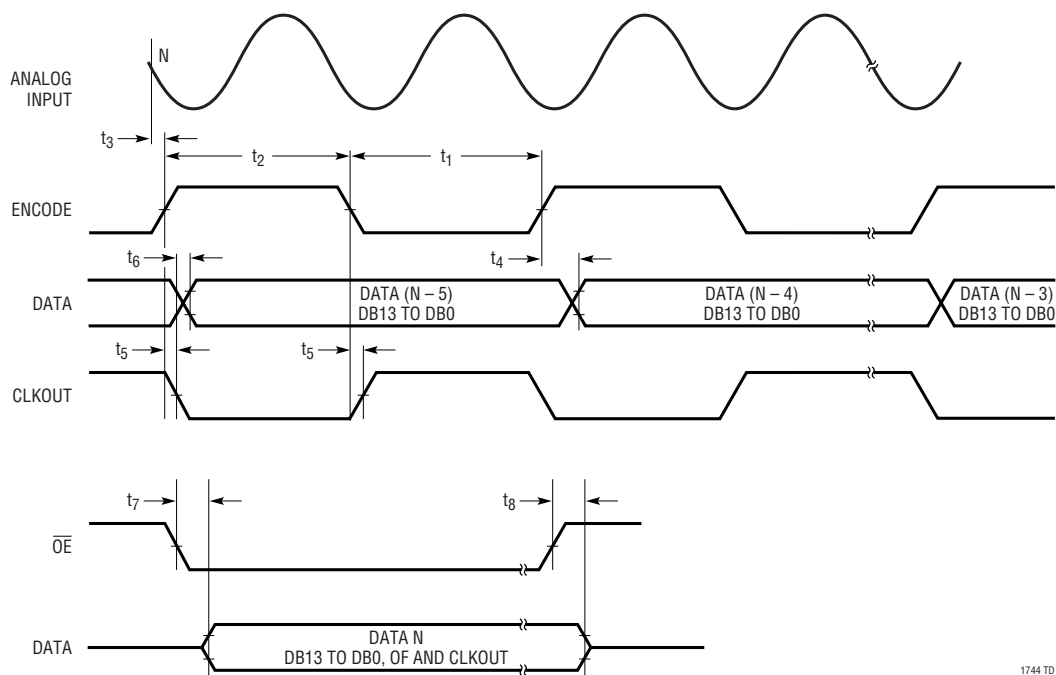 N
ANALOG
INPUT
t3
t2
t1
ENCODE
t6
t4
DATA
DATA (N – 5)
DB13 TO DB0
DATA (N – 4)
DB13 TO DB0
DATA (N – 3)
DB13 TO DB0
t5
t5
CLKOUT
t7
t8
OE
DATA
DATA N
DB13 TO DB0, OF AND CLKOUT
1744 TD